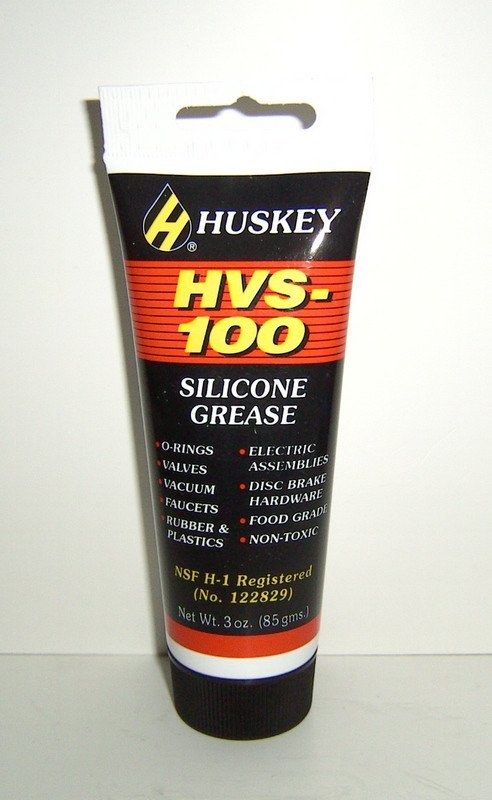 H
®
HUSKEY
HVS-
100
SILICONE
GREASE
• O-RINGS
• VALVES
• VACUUM
• FAUCETS
• RUBBER &
PLASTICS
• ELECTRIC
ASSEMBLIES
• DISC BRAKE
HARDWARE
• FOOD GRADE
• NON-TOXIC
NSF H-1 Registered
(No. 122829)
Net Wt. 3 oz. (85 gms.)